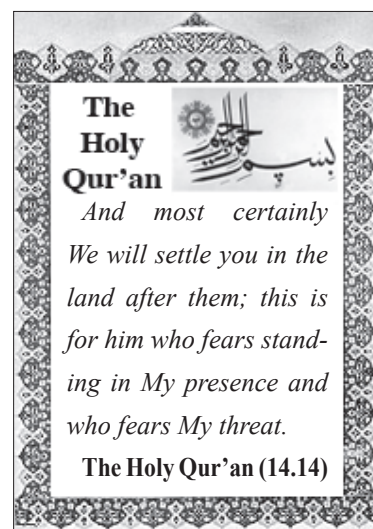 The
Holy
Qur’an
بسم الله الرحمن الرحيم
And most certainly
We will settle you in the
land after them; this is
for him who fears stand-
ing in My presence and
who fears My threat.
The Holy Qur’an (14.14)